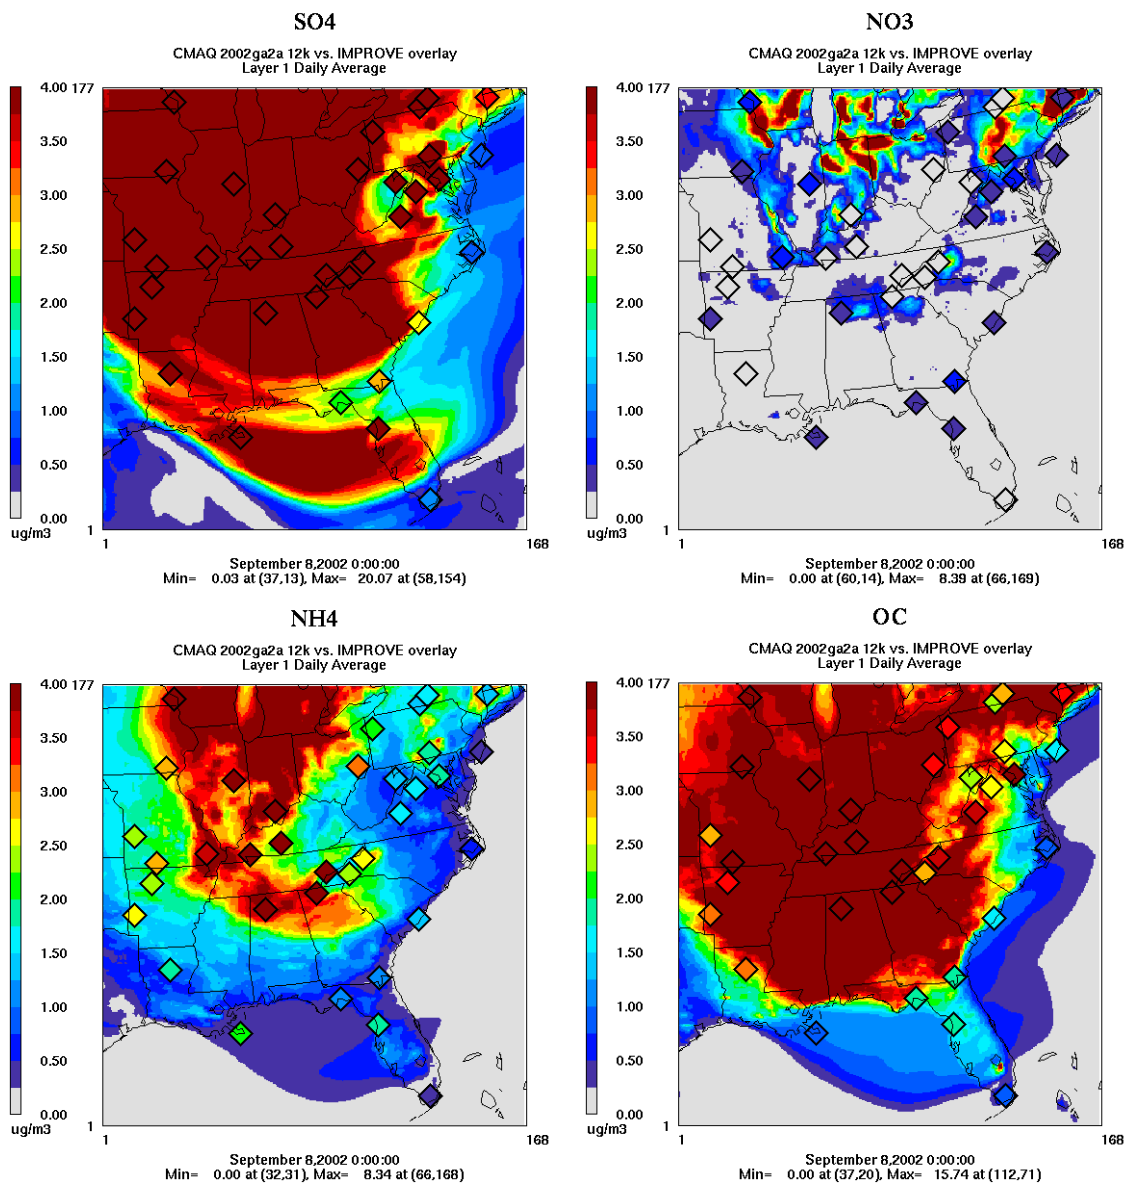 SO4
CMAQ 2002ga2a 12k vs. IMPROVE overlay
Layer 1 Daily Average
4.00 177
3.50
3.00
2.50
2.00
1.50
1.00
0.50
0.00
ug/m3
1
1 168
September 8,2002 0:00:00
Min= 0.03 at (37,13), Max= 20.07 at (58,154)
NO3
CMAQ 2002ga2a 12k vs. IMPROVE overlay
Layer 1 Daily Average
4.00 177
3.50
3.00
2.50
2.00
1.50
1.00
0.50
0.00
ug/m3
1
1 168
September 8,2002 0:00:00
Min= 0.00 at (60,14), Max= 8.39 at (66,169)
NH4
CMAQ 2002ga2a 12k vs. IMPROVE overlay
Layer 1 Daily Average
4.00 177
3.50
3.00
2.50
2.00
1.50
1.00
0.50
0.00
ug/m3
1
1 168
September 8,2002 0:00:00
Min= 0.00 at (32,31), Max= 8.34 at (66,168)
OC
CMAQ 2002ga2a 12k vs. IMPROVE overlay
Layer 1 Daily Average
4.00 177
3.50
3.00
2.50
2.00
1.50
1.00
0.50
0.00
ug/m3
1
1 168
September 8,2002 0:00:00
Min= 0.00 at (37,20), Max= 15.74 at (112,71)